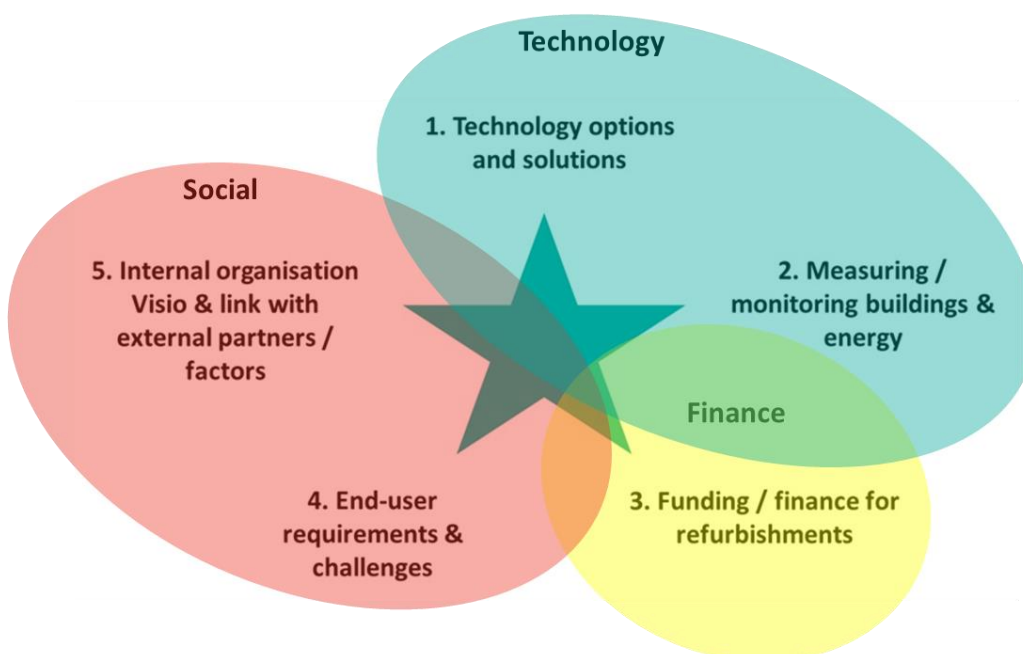 Technology
1. Technology options
and solutions
Social
5. Internal organisation
Visio & link with
external partners /
factors
2. Measuring /
monitoring buildings &
energy
Finance
4. End-user
requirements &
challenges
3. Funding / finance for
refurbishments